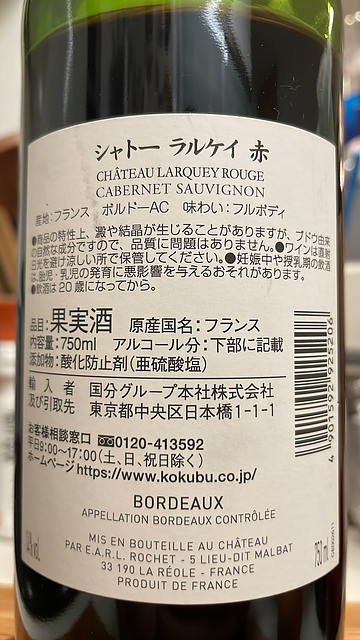 シャトー ラルケイ 赤
CHÂTEAU LARQUEY ROUGE
CABERNET SAUVIGNON
産地：フランス　ボルドーAC　味わい：フルボディ
●商品の特性上、澱や結晶が生じることがありますが、ブドウ由来
の自然な成分ですので、品質に問題はありません。●ワインは直射
日光を避け涼しい所で保管してください。●妊娠中や授乳期の飲酒
は、胎児・乳児の発育に悪影響を与えるおそれがあります。
●飲酒は20歳になってから。
品目：果実酒　原産国名：フランス
内容量：750ml　アルコール分：下部に記載
添加物：酸化防止剤（亜硫酸塩）
輸入者　国分グループ本社株式会社
及び引取先　東京都中央区日本橋1-1-1
お客様相談窓口 0120-413592
平日9:00〜17:00（土、日、祝日除く）
ホームページ https://www.kokubu.co.jp/
4 901592 925206
BORDEAUX
APPELLATION BORDEAUX CONTRÔLÉE
MIS EN BOUTEILLE AU CHÂTEAU
PAR E.A.R.L. ROCHET - 5 LIEU-DIT MALBAT
33 190 LA RÉOLE - FRANCE
PRODUIT DE FRANCE
750 ml